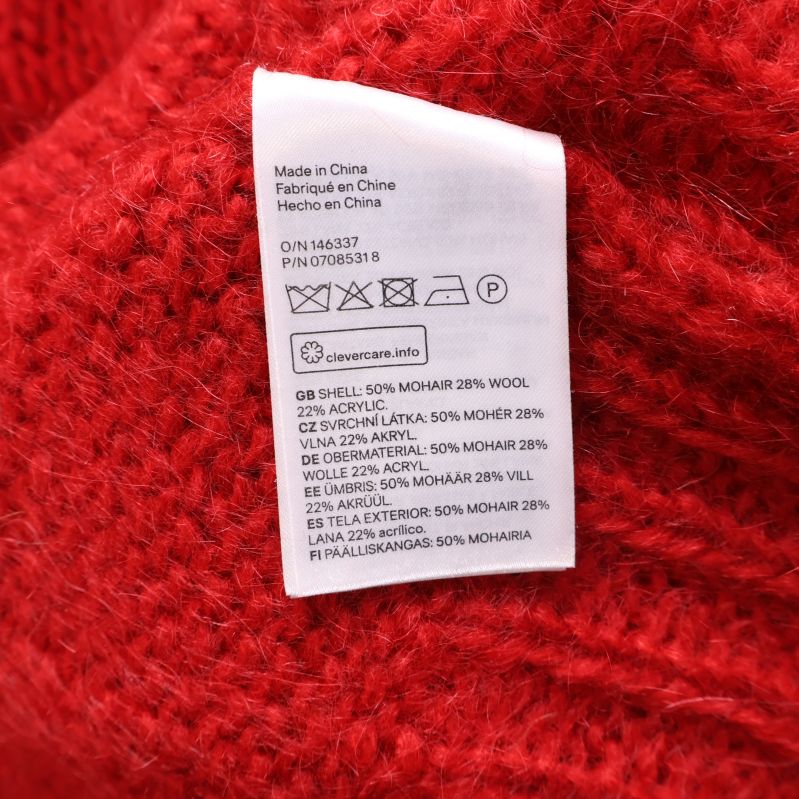 Made in China
Fabriqué en Chine
Hecho en China
O/N 146337
P/N 0708531 8
P
clevercare.info
GB SHELL: 50% MOHAIR 28% WOOL
22% ACRYLIC.
CZ SVRCHNÍ LÁTKA: 50% MOHÉR 28%
VLNA 22% AKRYL.
DE OBERMATERIAL: 50% MOHAIR 28%
WOLLE 22% ACRYL.
EE ÜMBRIS: 50% MOHÄÄR 28% VILL
22% AKRÜÜL.
ES TELA EXTERIOR: 50% MOHAIR 28%
LANA 22% acrílico.
FI PÄÄLLISKANGAS: 50% MOHAIRIA